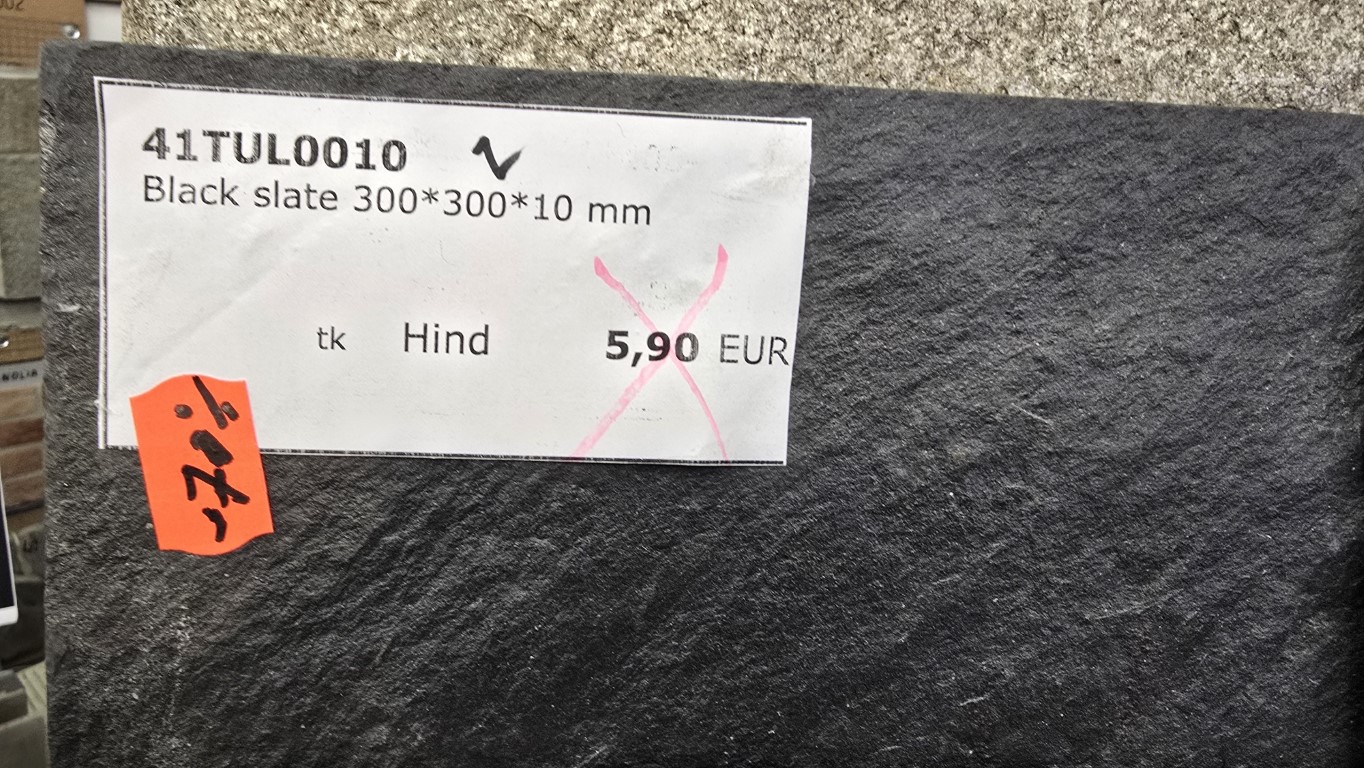 41TUL0010
Black slate 300*300*10 mm
tk Hind 5,90 EUR
-70%